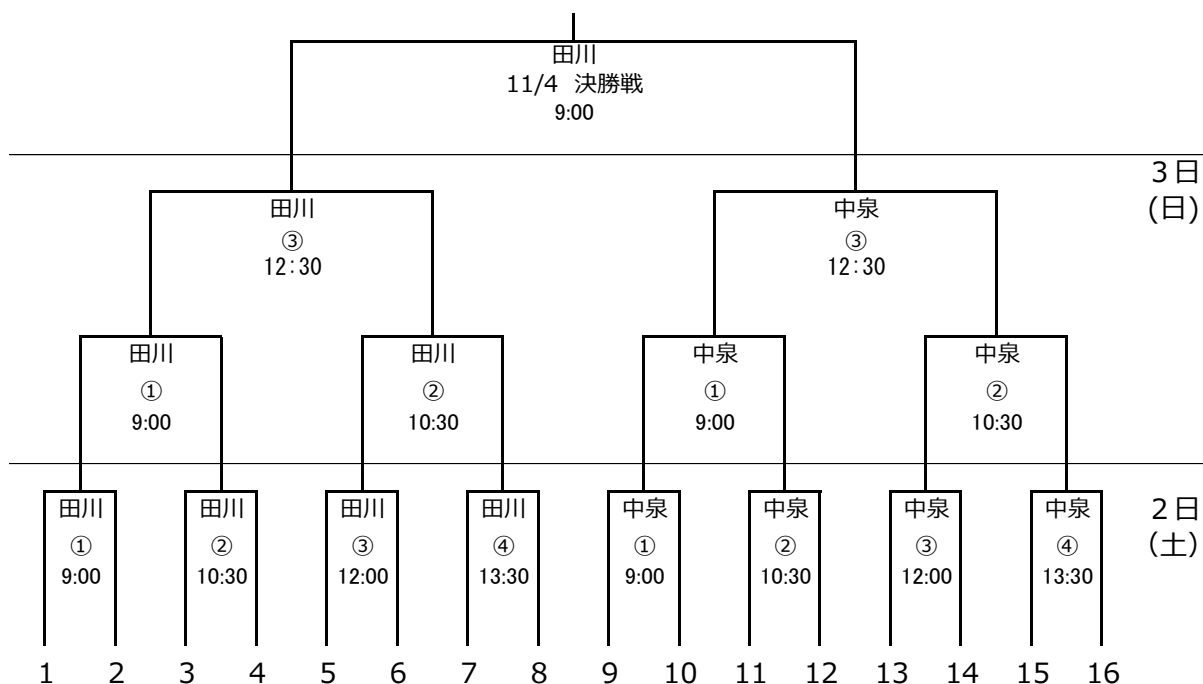 田川
11/4 決勝戦
9:00
3日
(日)
田川 中泉
③ ③
12:30 12:30
田川 田川 中泉 中泉
① ② ① ②
9:00 10:30 9:00 10:30
2日
(土)
田川 田川 田川 田川 中泉 中泉 中泉 中泉
① ② ③ ④ ① ② ③ ④
9:00 10:30 12:00 13:30 9:00 10:30 12:00 13:30
1 2 3 4 5 6 7 8 9 10 11 12 13 14 15 16